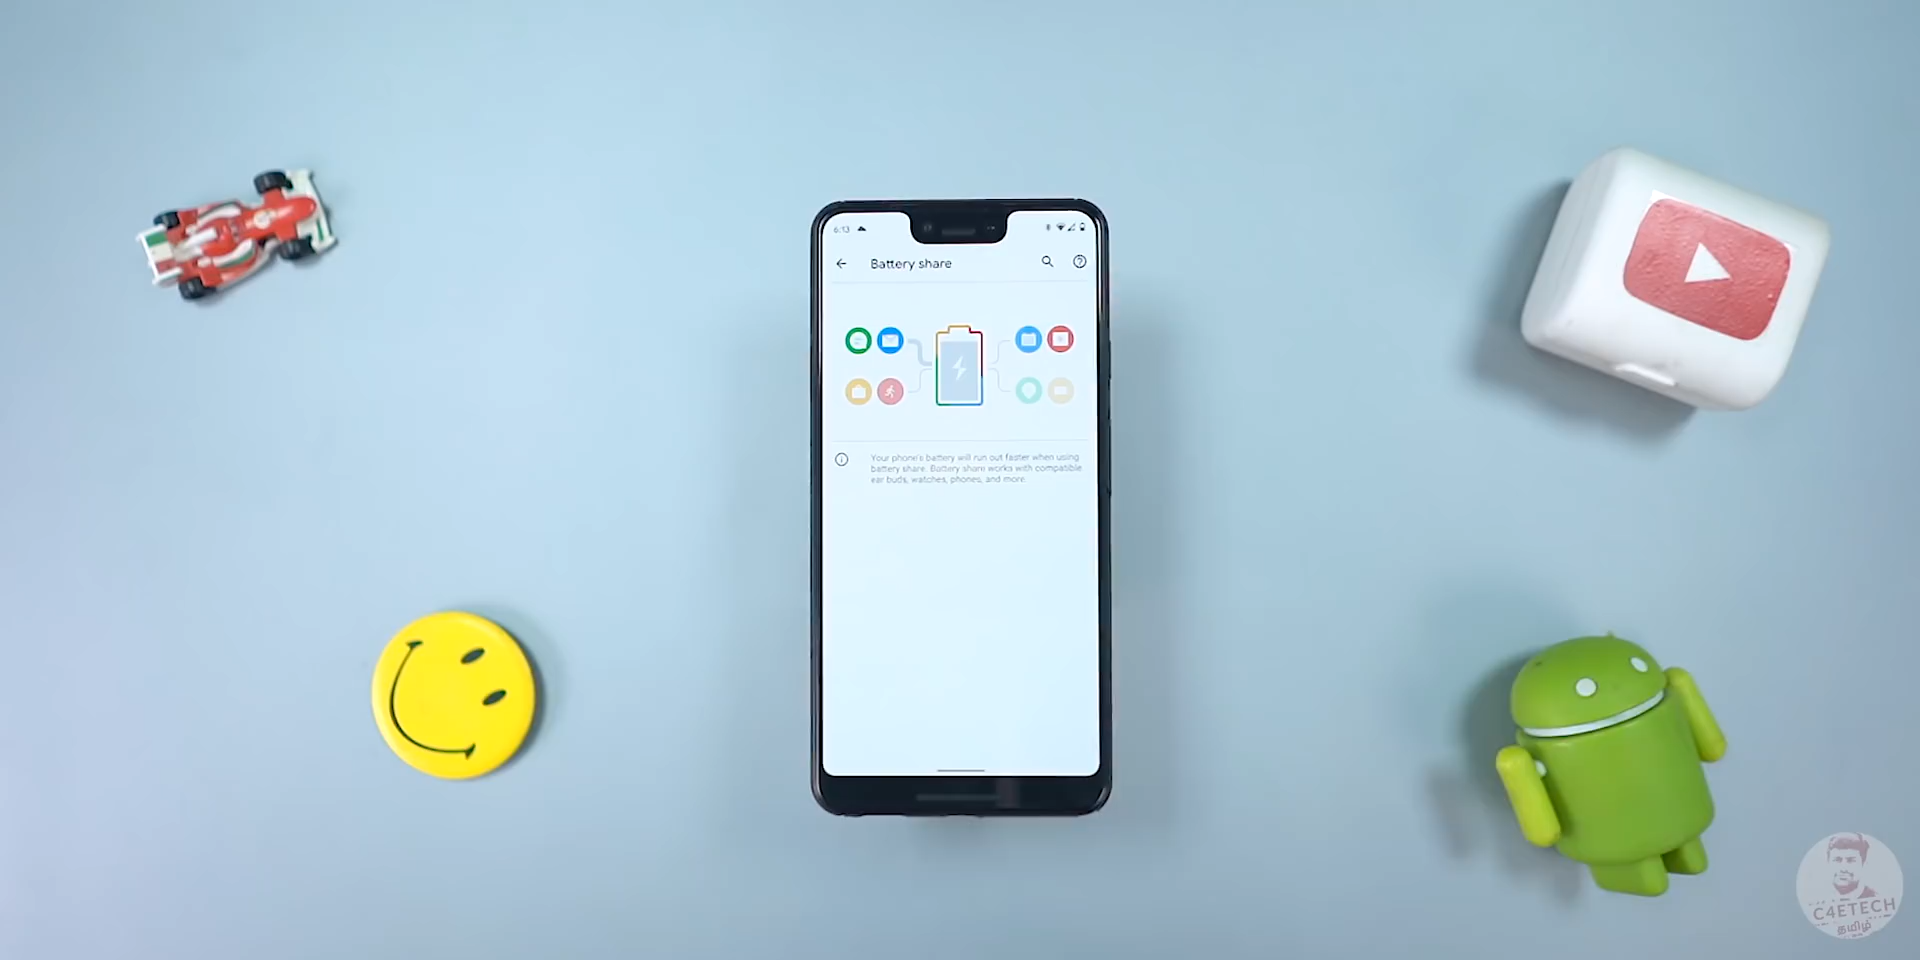 6:13
Battery share
Your phone's battery will run out faster when using
battery share. Battery share works with compatible
ear buds, watches, phones, and more.
C4ETECH
தமிழ்